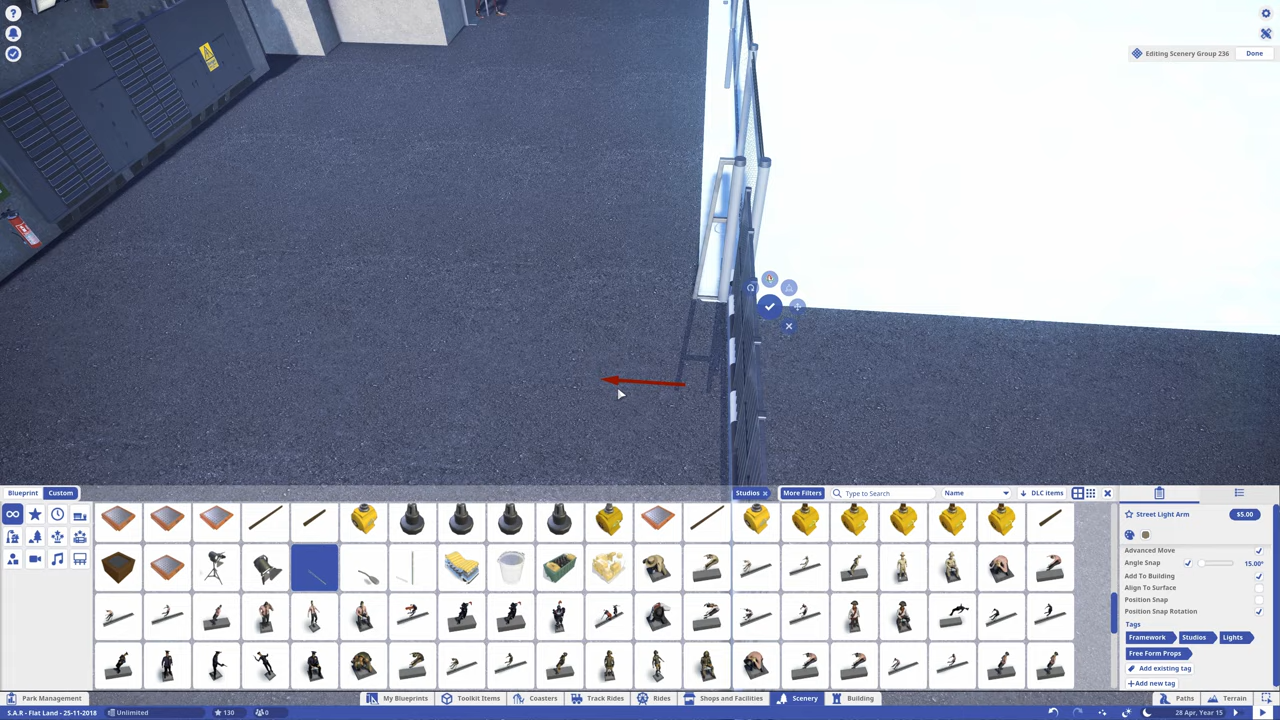 Editing Scenery Group 236
Done
Blueprint
Custom
Studios
More Filters
Type to Search
Name
DLC items
Street Light Arm
$5.00
Advanced Move
Angle Snap
15.00°
Add To Building
Align To Surface
Position Snap
Position Snap Rotation
Tags
Framework
Studios
Lights
Free Form Props
Add existing tag
+Add new tag
Park Management
My Blueprints
Toolkit Items
Coasters
Track Rides
Rides
Shops and Facilities
Scenery
Building
Paths
Terrain
S.A.R - Flat Land - 25-11-2018
Unlimited
130
0
28 Apr, Year 15